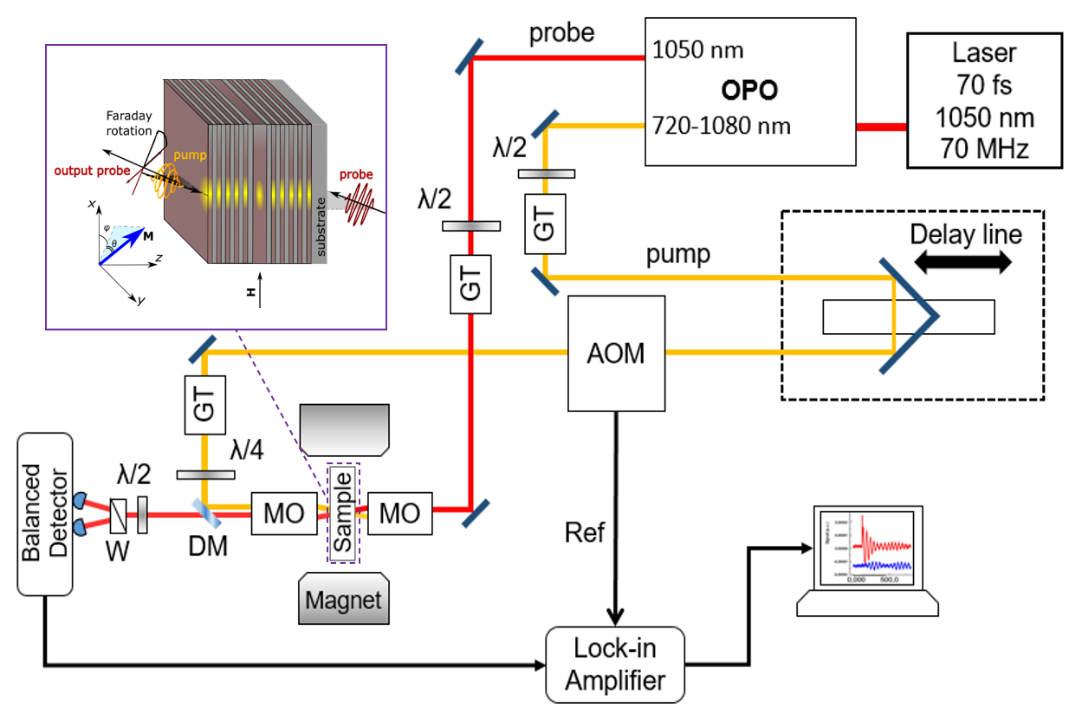 probe
1050 nm
OPO
720-1080 nm
Laser
70 fs
1050 nm
70 MHz
Faraday
rotation
pump
output probe
probe
substrate
x
φ
θ
M
z
y
H
λ/2
GT
λ/2
GT
pump
Delay line
AOM
GT
λ/4
Balanced
Detector
λ/2
W
DM
MO
Sample
MO
Magnet
Ref
Lock-in
Amplifier
0,000 500,0